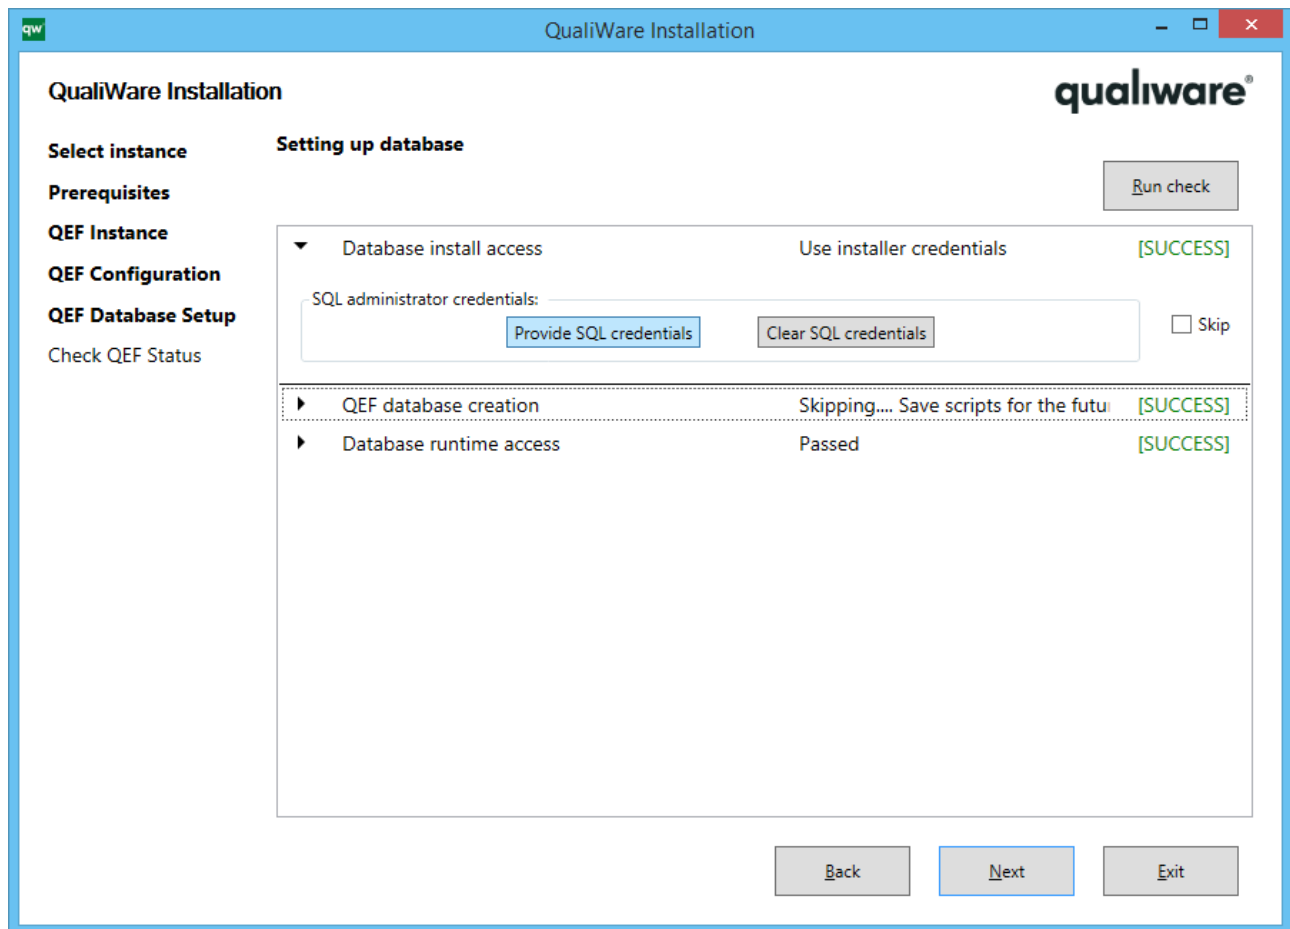 qw
QualiWare Installation
QualiWare Installation
qualiware®
Select instance
Prerequisites
QEF Instance
QEF Configuration
QEF Database Setup
Check QEF Status
Setting up database
Run check
Database install access Use installer credentials [SUCCESS]
SQL administrator credentials:
Provide SQL credentials Clear SQL credentials Skip
QEF database creation Skipping.... Save scripts for the futu [SUCCESS]
Database runtime access Passed [SUCCESS]
Back Next Exit